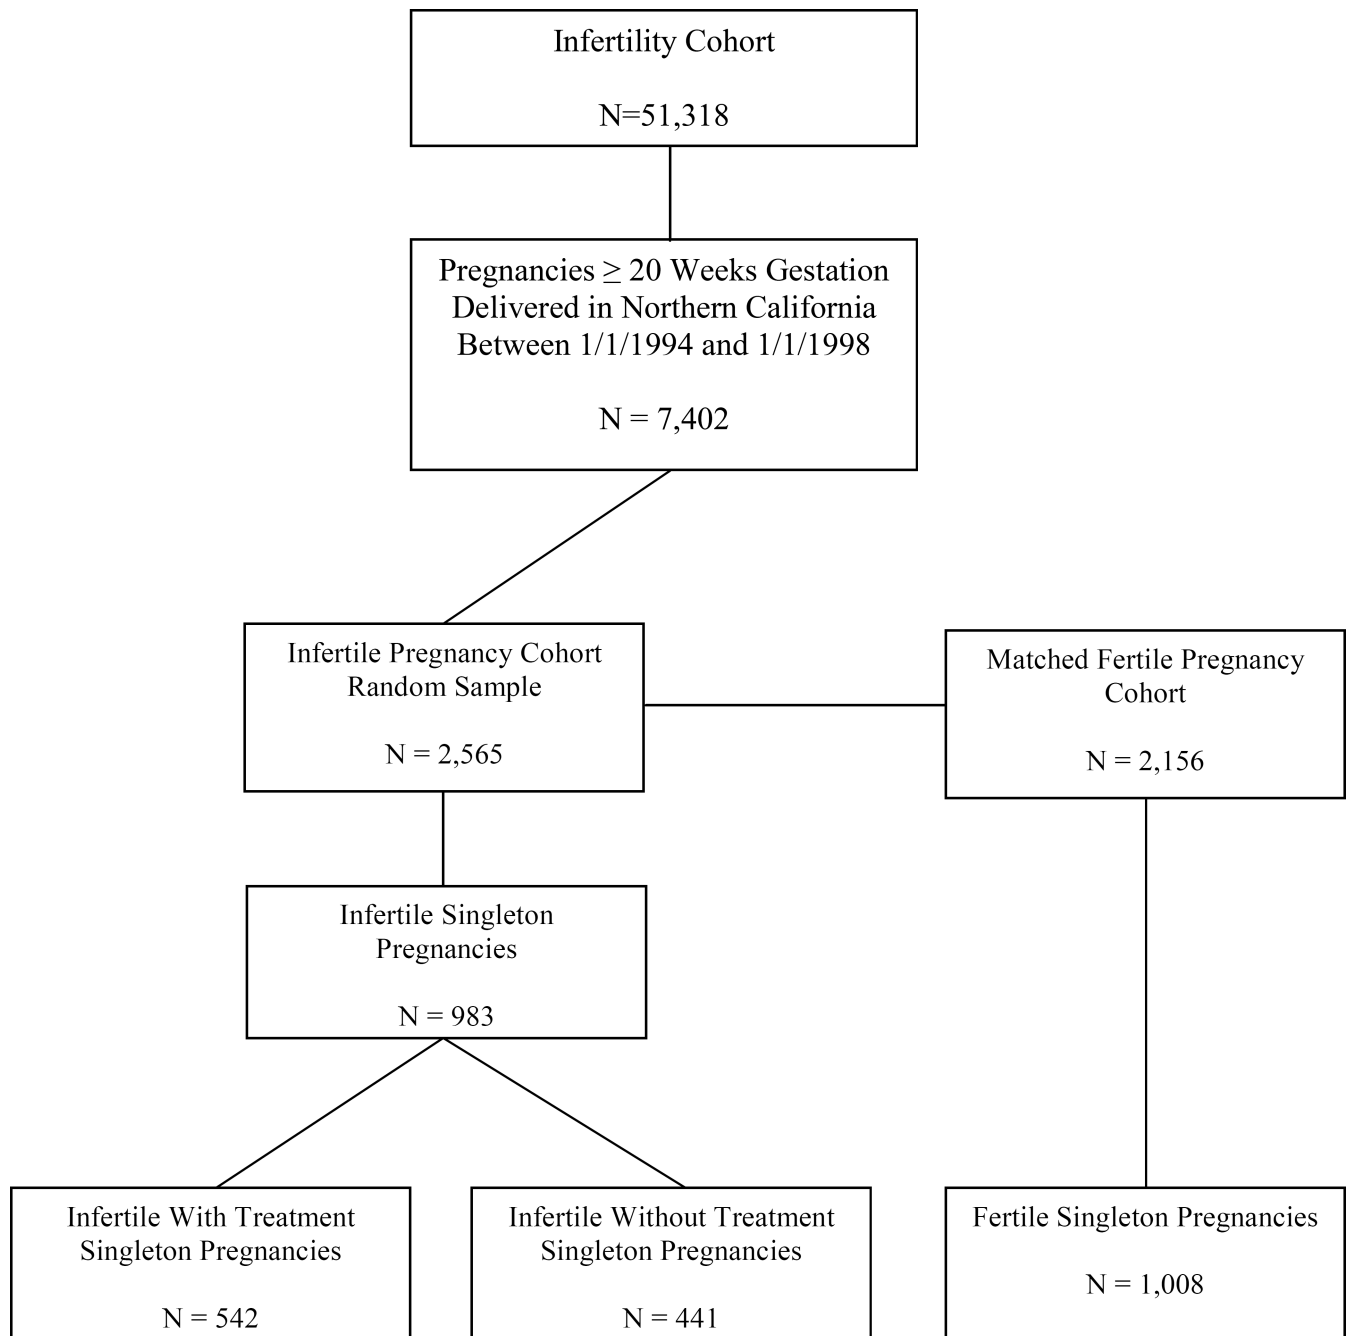 Infertility Cohort
N=51,318
Pregnancies ≥ 20 Weeks Gestation
Delivered in Northern California
Between 1/1/1994 and 1/1/1998
N = 7,402
Infertile Pregnancy Cohort
Random Sample
N = 2,565
Matched Fertile Pregnancy
Cohort
N = 2,156
Infertile Singleton
Pregnancies
N = 983
Infertile With Treatment
Singleton Pregnancies
N = 542
Infertile Without Treatment
Singleton Pregnancies
N = 441
Fertile Singleton Pregnancies
N = 1,008